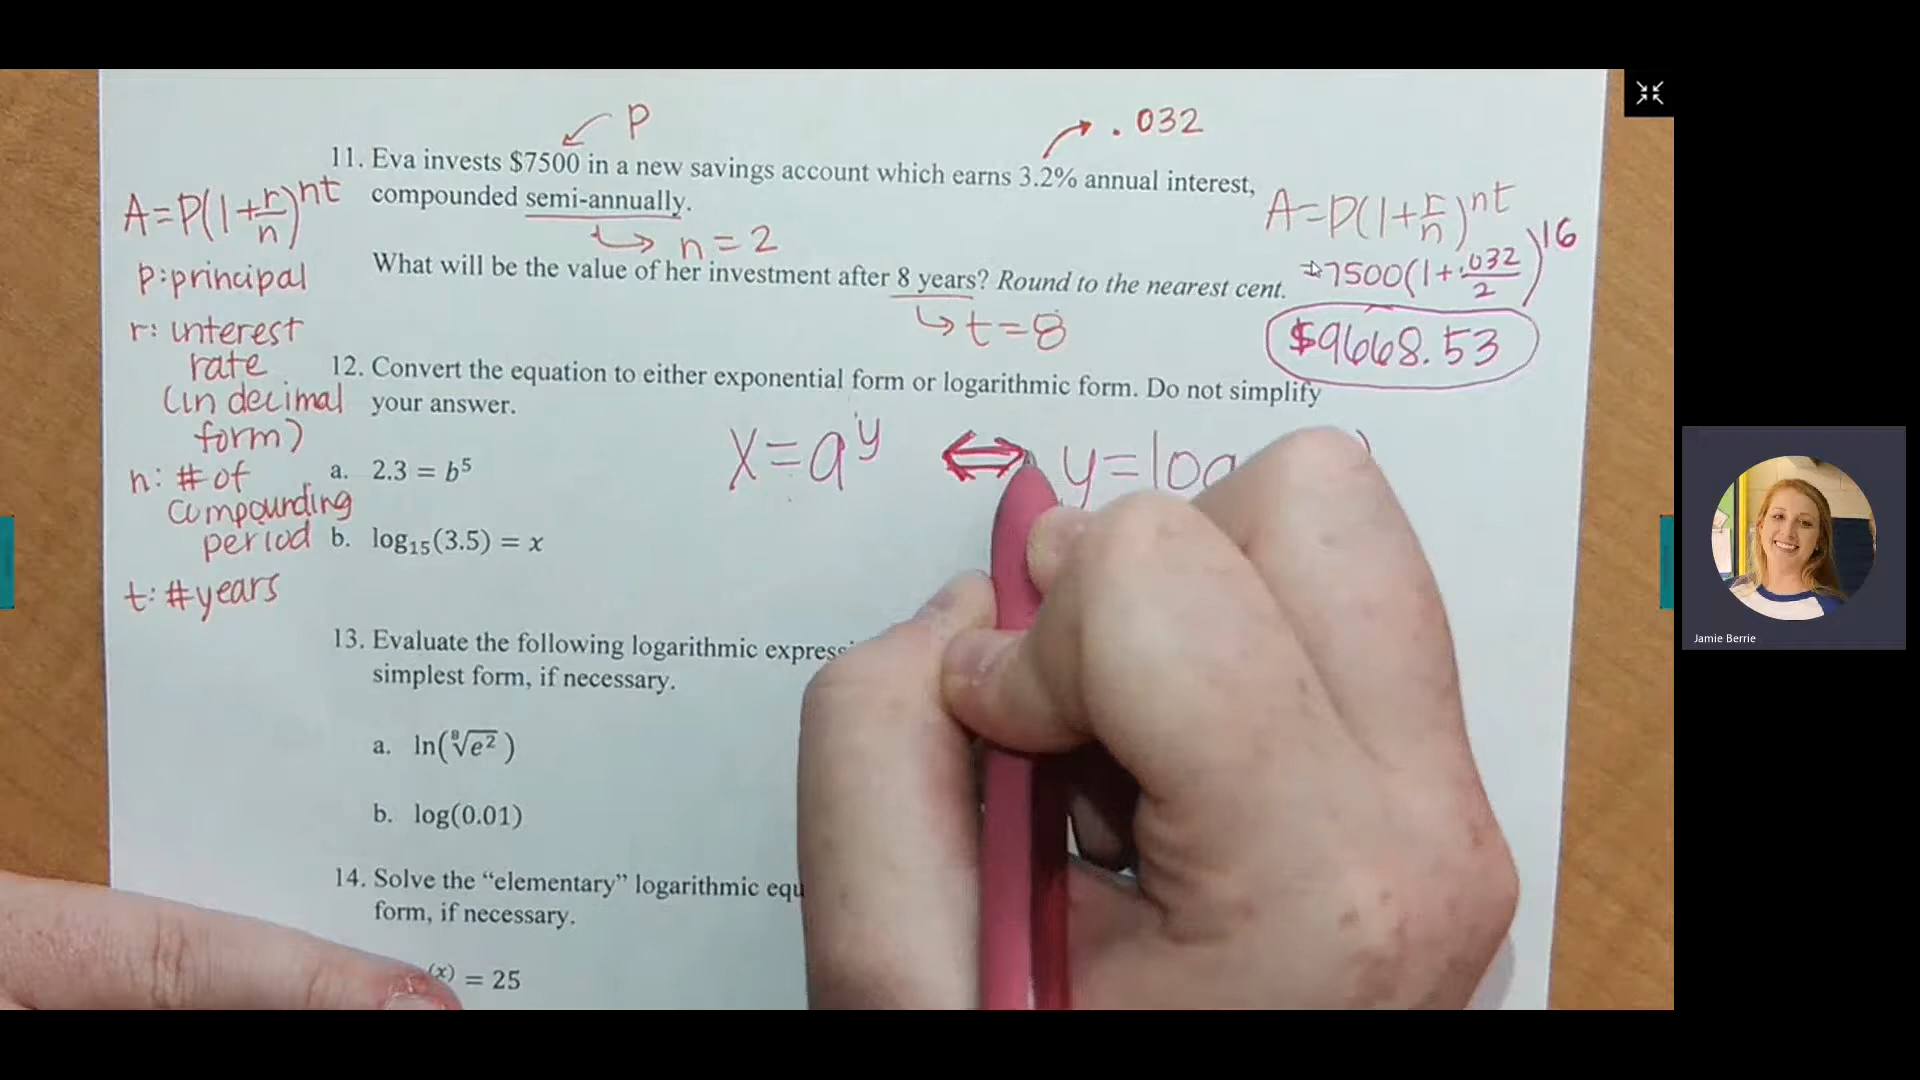 P
.032
11. Eva invests $7500 in a new savings account which earns 3.2% annual interest,
compounded semi-annually.
n = 2
What will be the value of her investment after 8 years? Round to the nearest cent.
t = 8
A=P(1+r/n)^nt
p:principal
r: interest
rate
(in decimal
form)
n: # of
compounding
period
t: #years
A=P(1+r/n)^nt
7500(1+.032/2)^16
$9668.53
12. Convert the equation to either exponential form or logarithmic form. Do not simplify
your answer.
x=a^y ⇔ y=log
a. 2.3 = b⁵
b. log₁₅(3.5) = x
13. Evaluate the following logarithmic
simplest form, if necessary.
a. ln(⁸√e²)
b. log(0.01)
14. Solve the “elementary” logarithmic
form, if necessary.
(x) = 25
Jamie Berrie